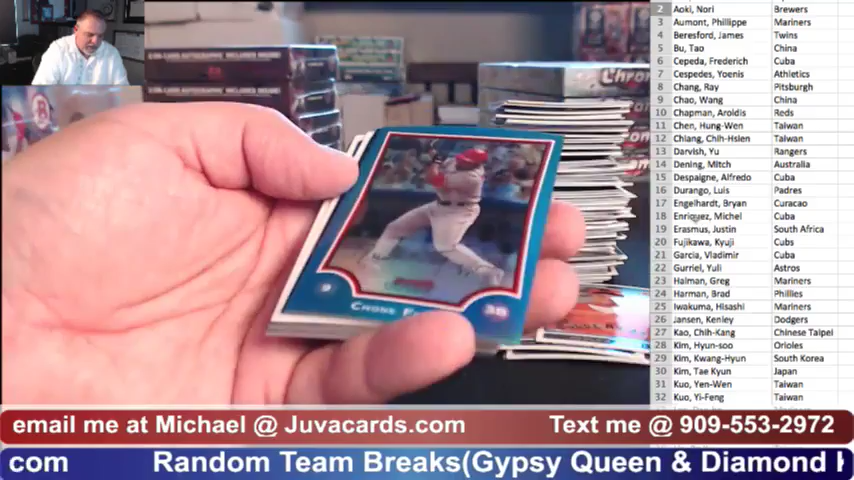 2 Aoki, Nori Brewers
3 Aumont, Phillippe Mariners
4 Beresford, James Twins
5 Bu, Tao China
6 Cepeda, Frederich Cuba
7 Cespedes, Yoenis Athletics
8 Chang, Ray Pitsburgh
9 Chao, Wang China
10 Chapman, Aroldis Reds
11 Chen, Hung-Wen Taiwan
12 Chiang, Chih-Hsien Taiwan
13 Darvish, Yu Rangers
14 Dening, Mitch Australia
15 Despaigne, Alfredo Cuba
16 Durango, Luis Padres
17 Engelhardt, Bryan Curacao
18 Enriquez, Michel Cuba
19 Erasmus, Justin South Africa
20 Fujikawa, Kyuji Cubs
21 Garcia, Vladimir Cuba
22 Gurriel, Yuli Astros
23 Halman, Greg Mariners
24 Harman, Brad Phillies
25 Iwakuma, Hisashi Mariners
26 Jansen, Kenley Dodgers
27 Kao, Chih-Kang Chinese Taipei
28 Kim, Hyun-soo Orioles
29 Kim, Kwang-Hyun South Korea
30 Kim, Tae Kyun Japan
31 Kuo, Yen-Wen Taiwan
32 Kuo, Yi-Feng Taiwan
9 Chone 3B
email me at Michael @ Juvacards.com Text me @ 909-553-2972
com Random Team Breaks(Gypsy Queen & Diamond